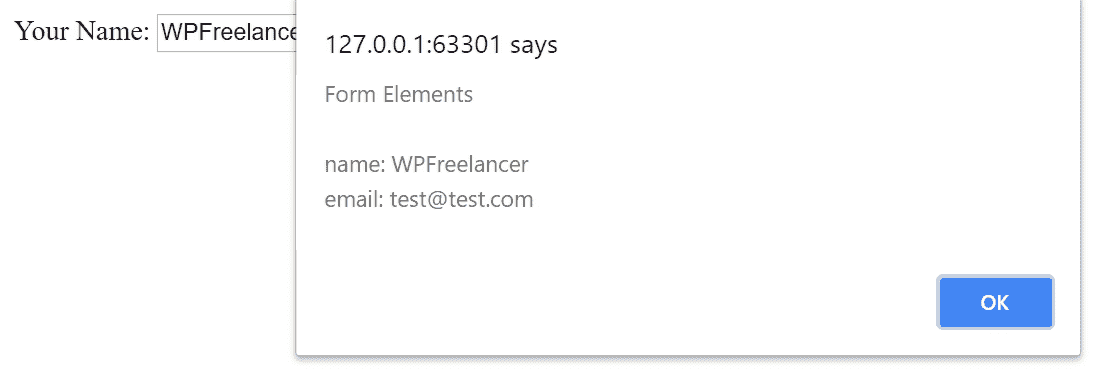 Your Name: WPFreelance
127.0.0.1:63301 says
Form Elements
name: WPFreelancer
email: test@test.com
OK